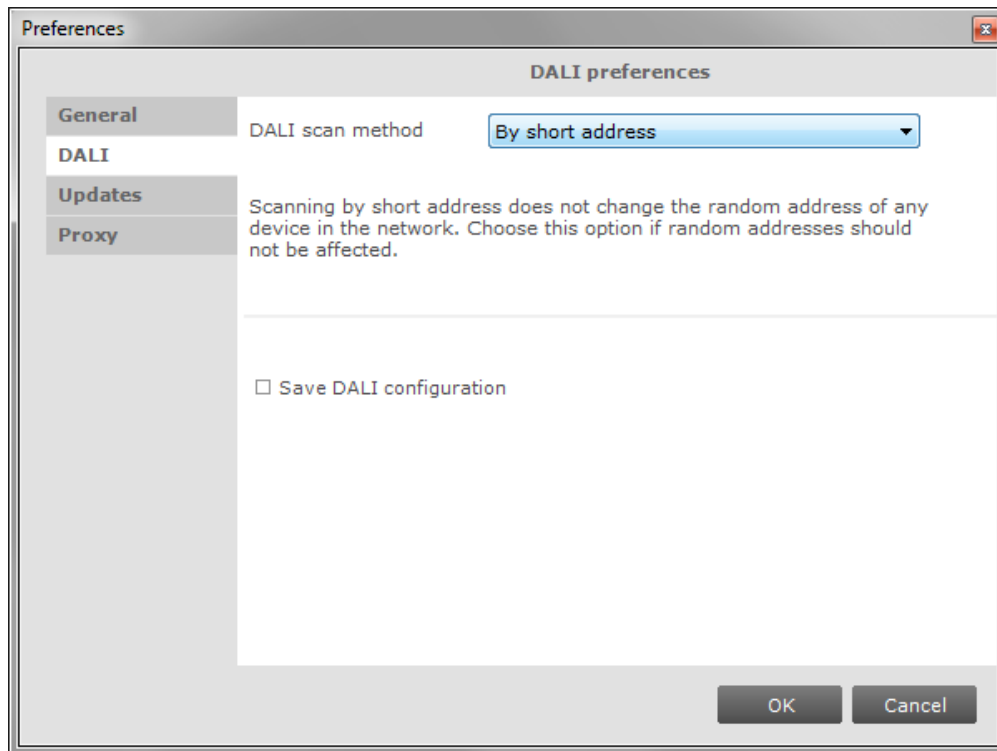 Preferences
DALI preferences
General
DALI
Updates
Proxy
DALI scan method
By short address
Scanning by short address does not change the random address of any
device in the network. Choose this option if random addresses should
not be affected.
Save DALI configuration
OK
Cancel